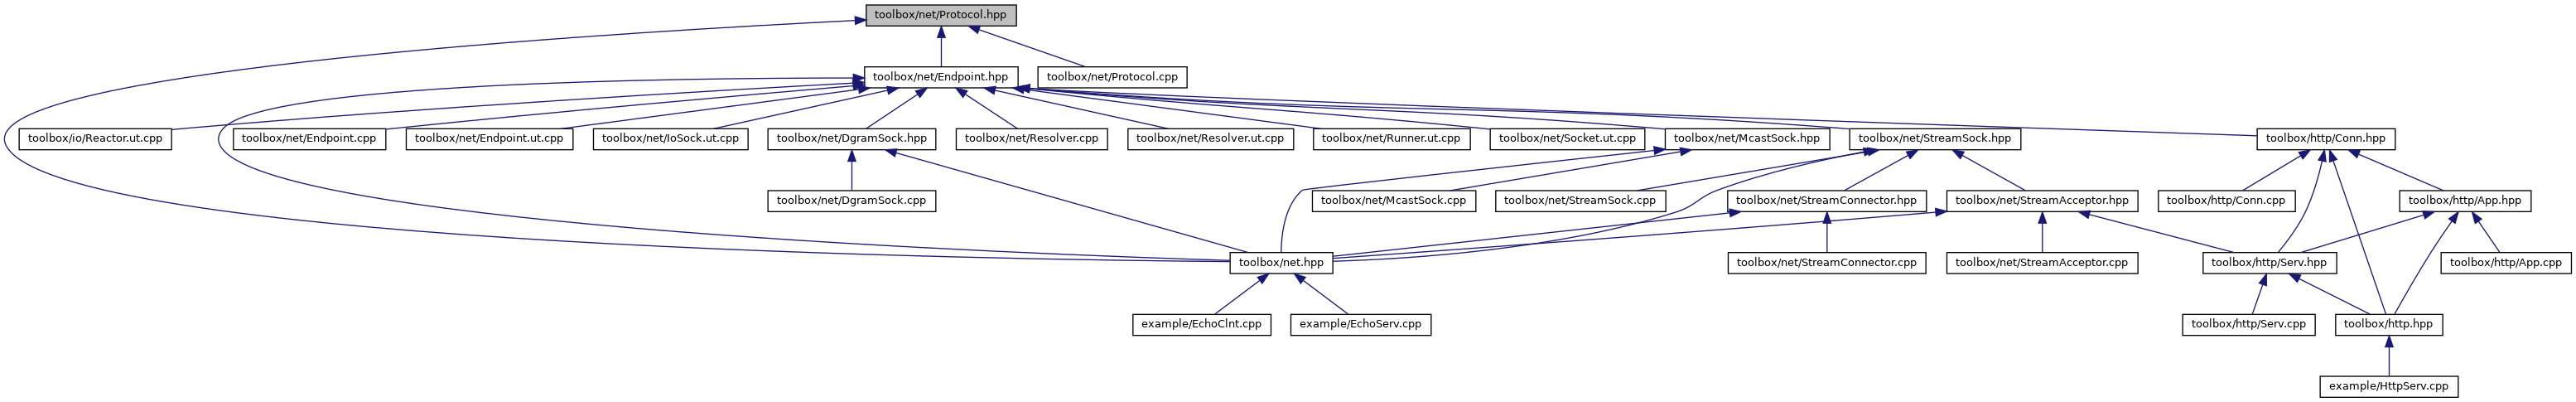 toolbox/net/Protocol.hpp
toolbox/net/Endpoint.hpp
toolbox/net/Protocol.cpp
toolbox/io/Reactor.ut.cpp
toolbox/net/Endpoint.cpp
toolbox/net/Endpoint.ut.cpp
toolbox/net/IoSock.ut.cpp
toolbox/net/DgramSock.hpp
toolbox/net/Resolver.cpp
toolbox/net/Resolver.ut.cpp
toolbox/net/Runner.ut.cpp
toolbox/net/Socket.ut.cpp
toolbox/net/McastSock.hpp
toolbox/net/StreamSock.hpp
toolbox/http/Conn.hpp
toolbox/net/DgramSock.cpp
toolbox/net/McastSock.cpp
toolbox/net/StreamSock.cpp
toolbox/net/StreamConnector.hpp
toolbox/net/StreamAcceptor.hpp
toolbox/http/Conn.cpp
toolbox/http/App.hpp
toolbox/net.hpp
toolbox/net/StreamConnector.cpp
toolbox/net/StreamAcceptor.cpp
toolbox/http/Serv.hpp
toolbox/http/App.cpp
example/EchoClnt.cpp
example/EchoServ.cpp
toolbox/http/Serv.cpp
toolbox/http.hpp
example/HttpServ.cpp